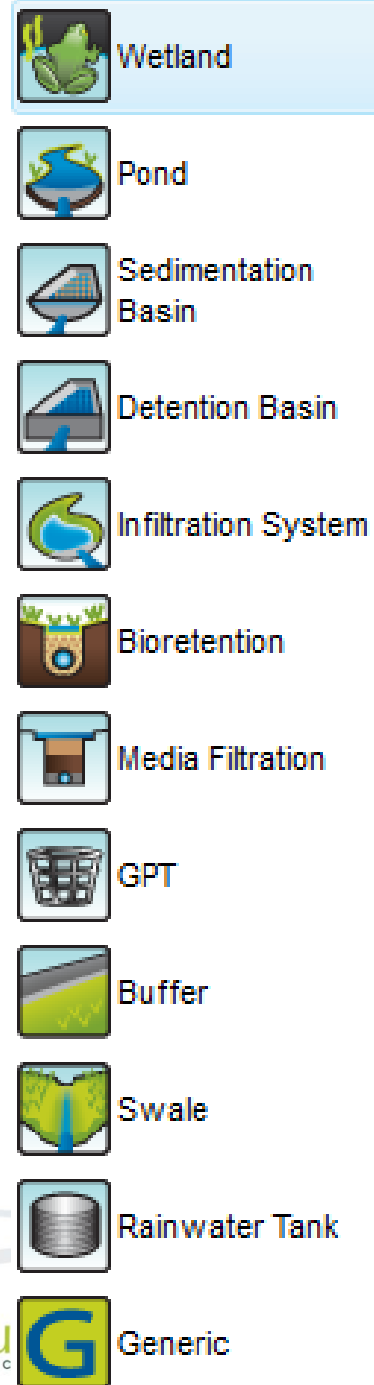 Wetland
Pond
Sedimentation
Basin
Detention Basin
Infiltration System
Bioretention
Media Filtration
GPT
Buffer
Swale
Rainwater Tank
G Generic